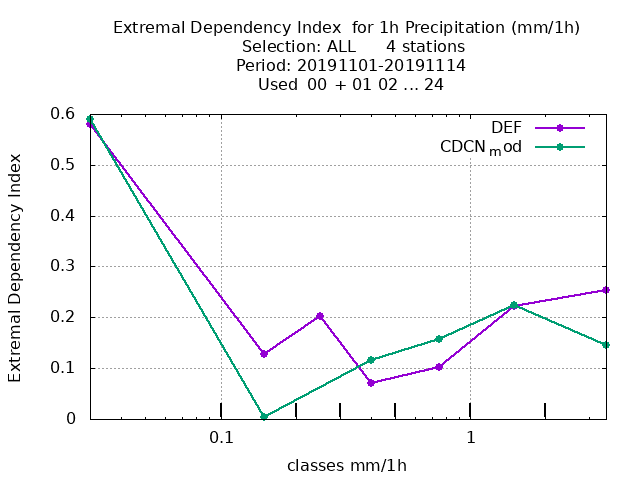 Extremal Dependency Index  for 1h Precipitation (mm/1h)
Selection: ALL      4 stations
Period: 20191101-20191114
Used  00  + 01 02 ... 24
DEF
CDCNmod
0.6
0.5
0.4
0.3
0.2
0.1
0
Extremal Dependency Index
0.1
1
classes mm/1h